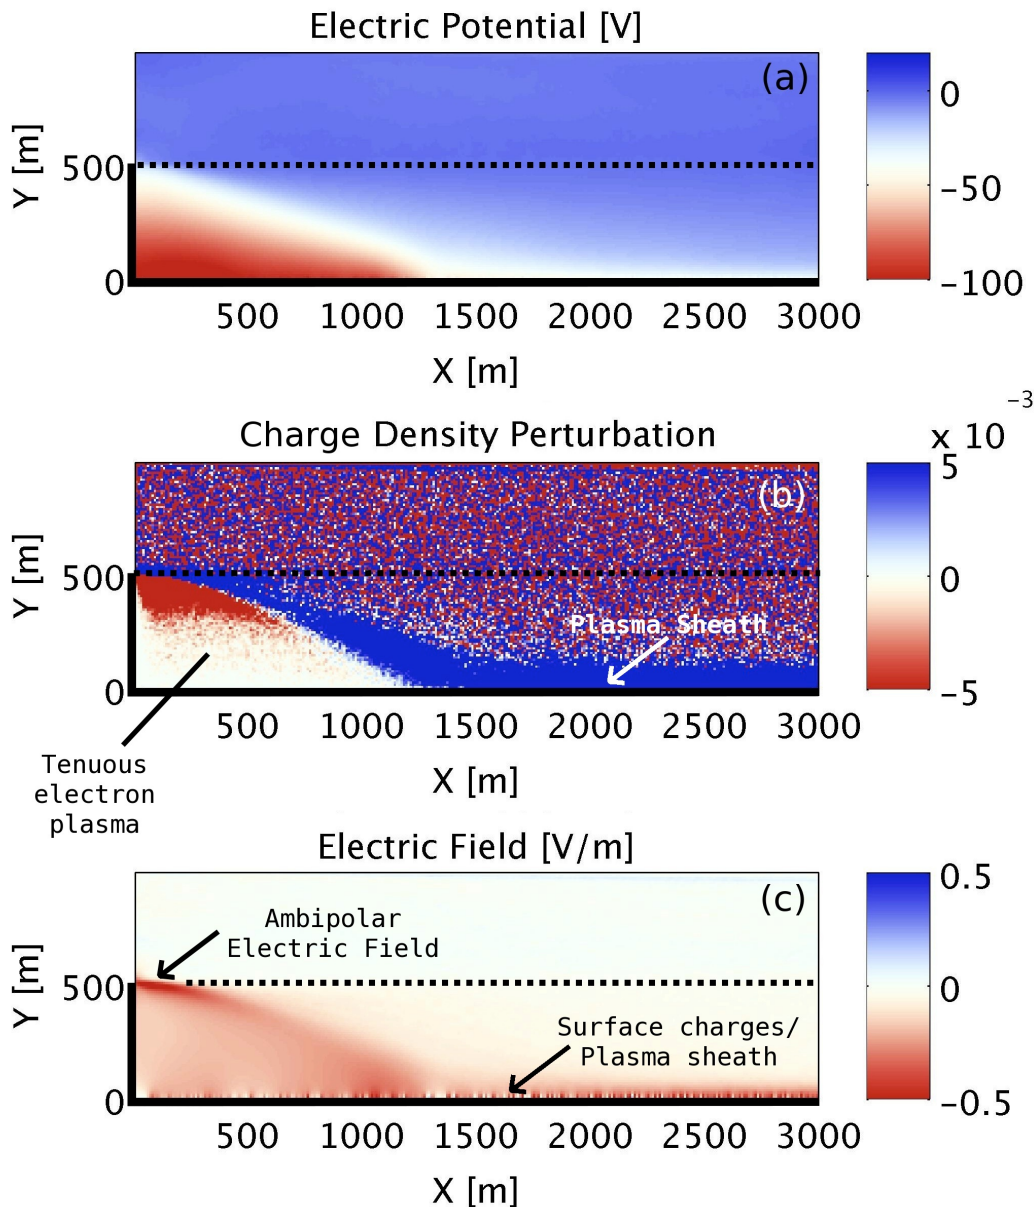 Electric Potential [V]
(a)
Y [m]
500
0
500 1000 1500 2000 2500 3000
X [m]
0
−50
−100
Charge Density Perturbation
x 10
−3
(b)
Y [m]
500
0
Plasma Sheath
500 1000 1500 2000 2500 3000
X [m]
5
0
−5
Tenuous
electron
plasma
Electric Field [V/m]
(c)
Ambipolar
Electric Field
Y [m]
500
0
Surface charges/
Plasma sheath
500 1000 1500 2000 2500 3000
X [m]
0.5
0
−0.5